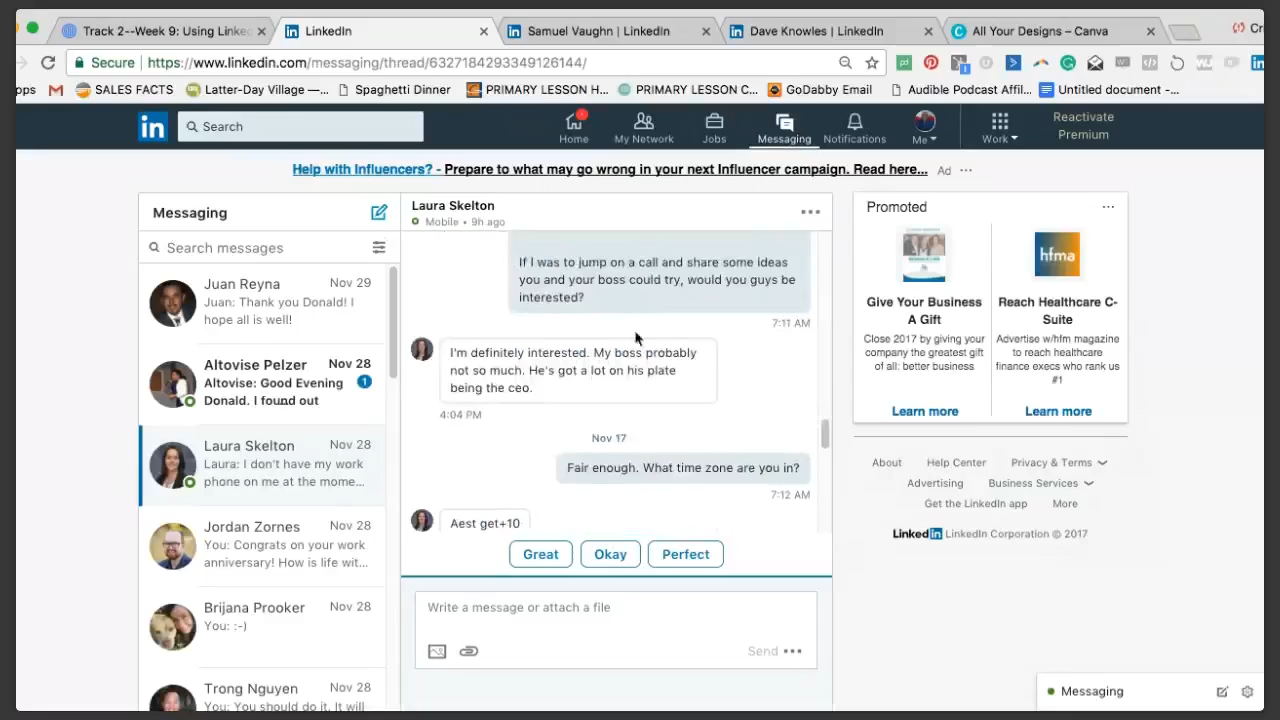 Track 2--Week 9: Using Linke
LinkedIn
Samuel Vaughn | LinkedIn
Dave Knowles | LinkedIn
All Your Designs – Canva
Cr
Secure | https://www.linkedin.com/messaging/thread/6327184293349126144/
ops
SALES FACTS
Latter-Day Village —...
Spaghetti Dinner
PRIMARY LESSON H...
PRIMARY LESSON C...
GoDabby Email
Audible Podcast Affil...
Untitled document -...
in
Search
Home
My Network
Jobs
Messaging
Notifications
Me
Work
Reactivate
Premium
Help with Influencers? - Prepare to what may go wrong in your next Influencer campaign. Read here...
Ad
Messaging
Search messages
Juan Reyna
Nov 29
Juan: Thank you Donald! I
hope all is well!
Altovise Pelzer
Nov 28
Altovise: Good Evening
1
Donald. I found out
Laura Skelton
Nov 28
Laura: I don't have my work
phone on me at the mome...
Jordan Zornes
Nov 28
You: Congrats on your work
anniversary! How is life wit...
Brijana Prooker
Nov 28
You: :-)
Trong Nguyen
Nov 28
You: You should do it. It will
Laura Skelton
Mobile • 9h ago
If I was to jump on a call and share some ideas
you and your boss could try, would you guys be
interested?
7:11 AM
I'm definitely interested. My boss probably
not so much. He's got a lot on his plate
being the ceo.
4:04 PM
Nov 17
Fair enough. What time zone are you in?
7:12 AM
Aest get+10
Great
Okay
Perfect
Write a message or attach a file
Send
Promoted
Give Your Business
A Gift
Close 2017 by giving your
company the greatest gift
of all: better business
Learn more
hfma
Reach Healthcare C-
Suite
Advertise w/hfm magazine
to reach healthcare
finance execs who rank us
#1
Learn more
About
Help Center
Privacy & Terms
Advertising
Business Services
Get the LinkedIn app
More
LinkedIn LinkedIn Corporation © 2017
Messaging